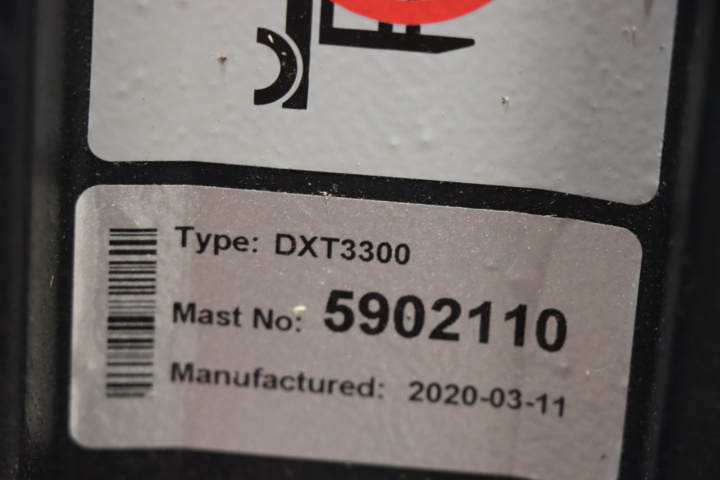 Type: DXT3300
Mast No: 5902110
Manufactured: 2020-03-11